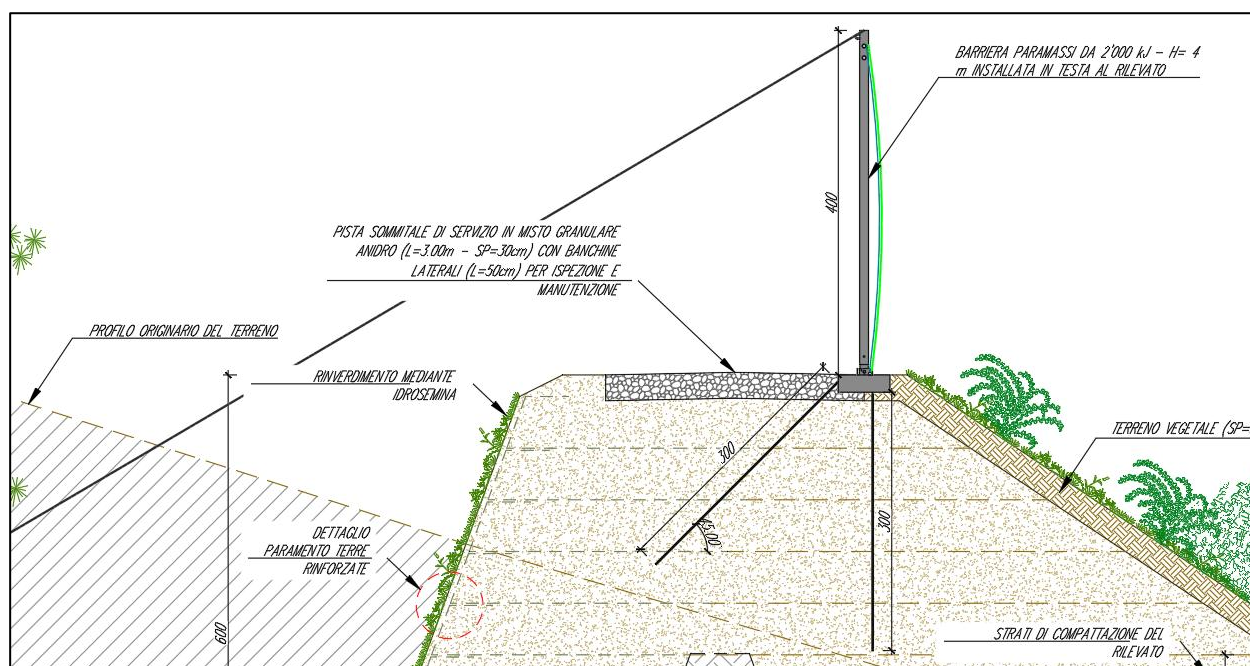 BARRIERA PARAMASSI DA 2'000 kJ - H= 4
m INSTALLATA IN TESTA AL RILEVATO
400
PISTA SOMMITALE DI SERVIZIO IN MISTO GRANULARE
ANIDRO (L=3.00m - SP=30cm) CON BANCHINE
LATERALI (L=50cm) PER ISPEZIONE E
MANUTENZIONE
PROFILO ORIGINARIO DEL TERRENO
RINVERDIMENTO MEDIANTE
IDROSEMINA
TERRENO VEGETALE (SP=
300
45.00
300
DETTAGLIO
PARAMENTO TERRE
RINFORZATE
600
STRATI DI COMPATTAZIONE DEL
RILEVATO